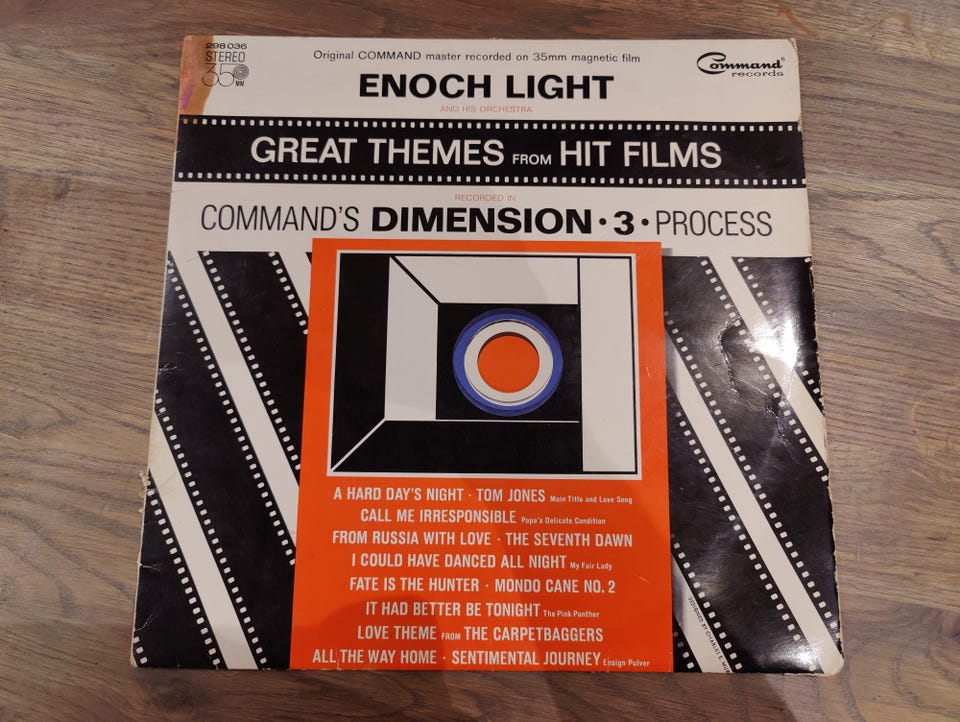 298 036
STEREO
35
MM
Original COMMAND master recorded on 35mm magnetic film
Command
records
ENOCH LIGHT
AND HIS ORCHESTRA
GREAT THEMES FROM HIT FILMS
RECORDED IN
COMMAND'S DIMENSION • 3 • PROCESS
A HARD DAY'S NIGHT · TOM JONES Main Title and Love Song
CALL ME IRRESPONSIBLE Papa's Delicate Condition
FROM RUSSIA WITH LOVE · THE SEVENTH DAWN
I COULD HAVE DANCED ALL NIGHT My Fair Lady
FATE IS THE HUNTER · MONDO CANE NO. 2
IT HAD BETTER BE TONIGHT The Pink Panther
LOVE THEME FROM THE CARPETBAGGERS
ALL THE WAY HOME · SENTIMENTAL JOURNEY Ensign Pulver
DESIGNED BY CHARLES E.